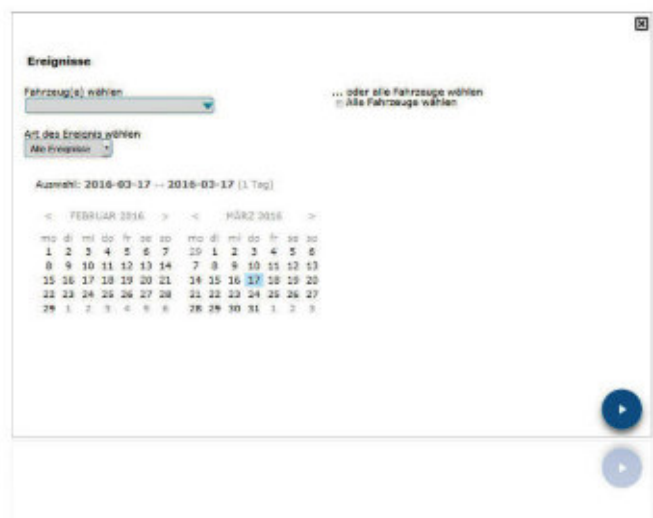 Ereignisse
Fahrzeug(e) wählen
... oder alle Fahrzeuge wählen
Alle Fahrzeuge wählen
Art des Ereignis wählen
Alle Ereignisse
Auswahl: 2016-03-17 — 2016-03-17 (1 Tag)
< FEBRUAR 2016 > < MÄRZ 2016 >
mo di mi do fr sa so mo di mi do fr sa so
1 2 3 4 5 6 7 29 1 2 3 4 5 6
8 9 10 11 12 13 14 7 8 9 10 11 12 13
15 16 17 18 19 20 21 14 15 16 17 18 19 20
22 23 24 25 26 27 28 21 22 23 24 25 26 27
29 1 2 3 4 5 6 28 29 30 31 1 2 3